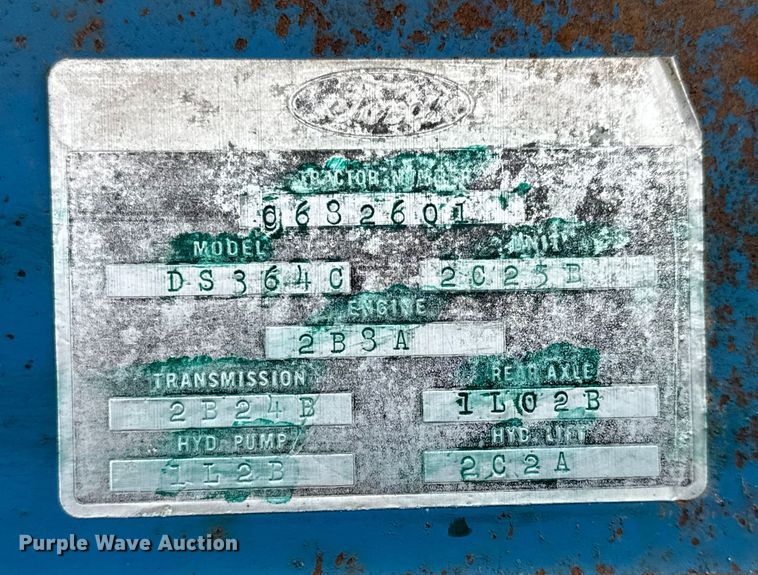 Ford
TRACTOR NUMBER
0682601
MODEL UNIT
DS364C 2C25B
ENGINE
2B3A
TRANSMISSION REAR AXLE
2B24B 1L02B
HYD PUMP HYD LIFT
1L2B 2C2A
Purple Wave Auction